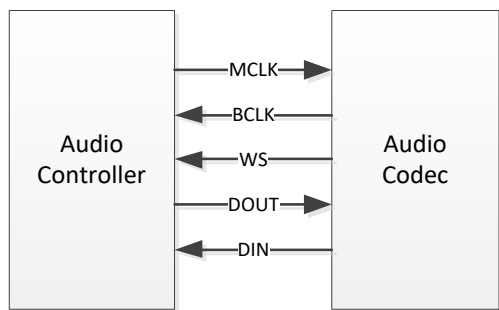 Audio
Controller
MCLK
BCLK
WS
DOUT
DIN
Audio
Codec